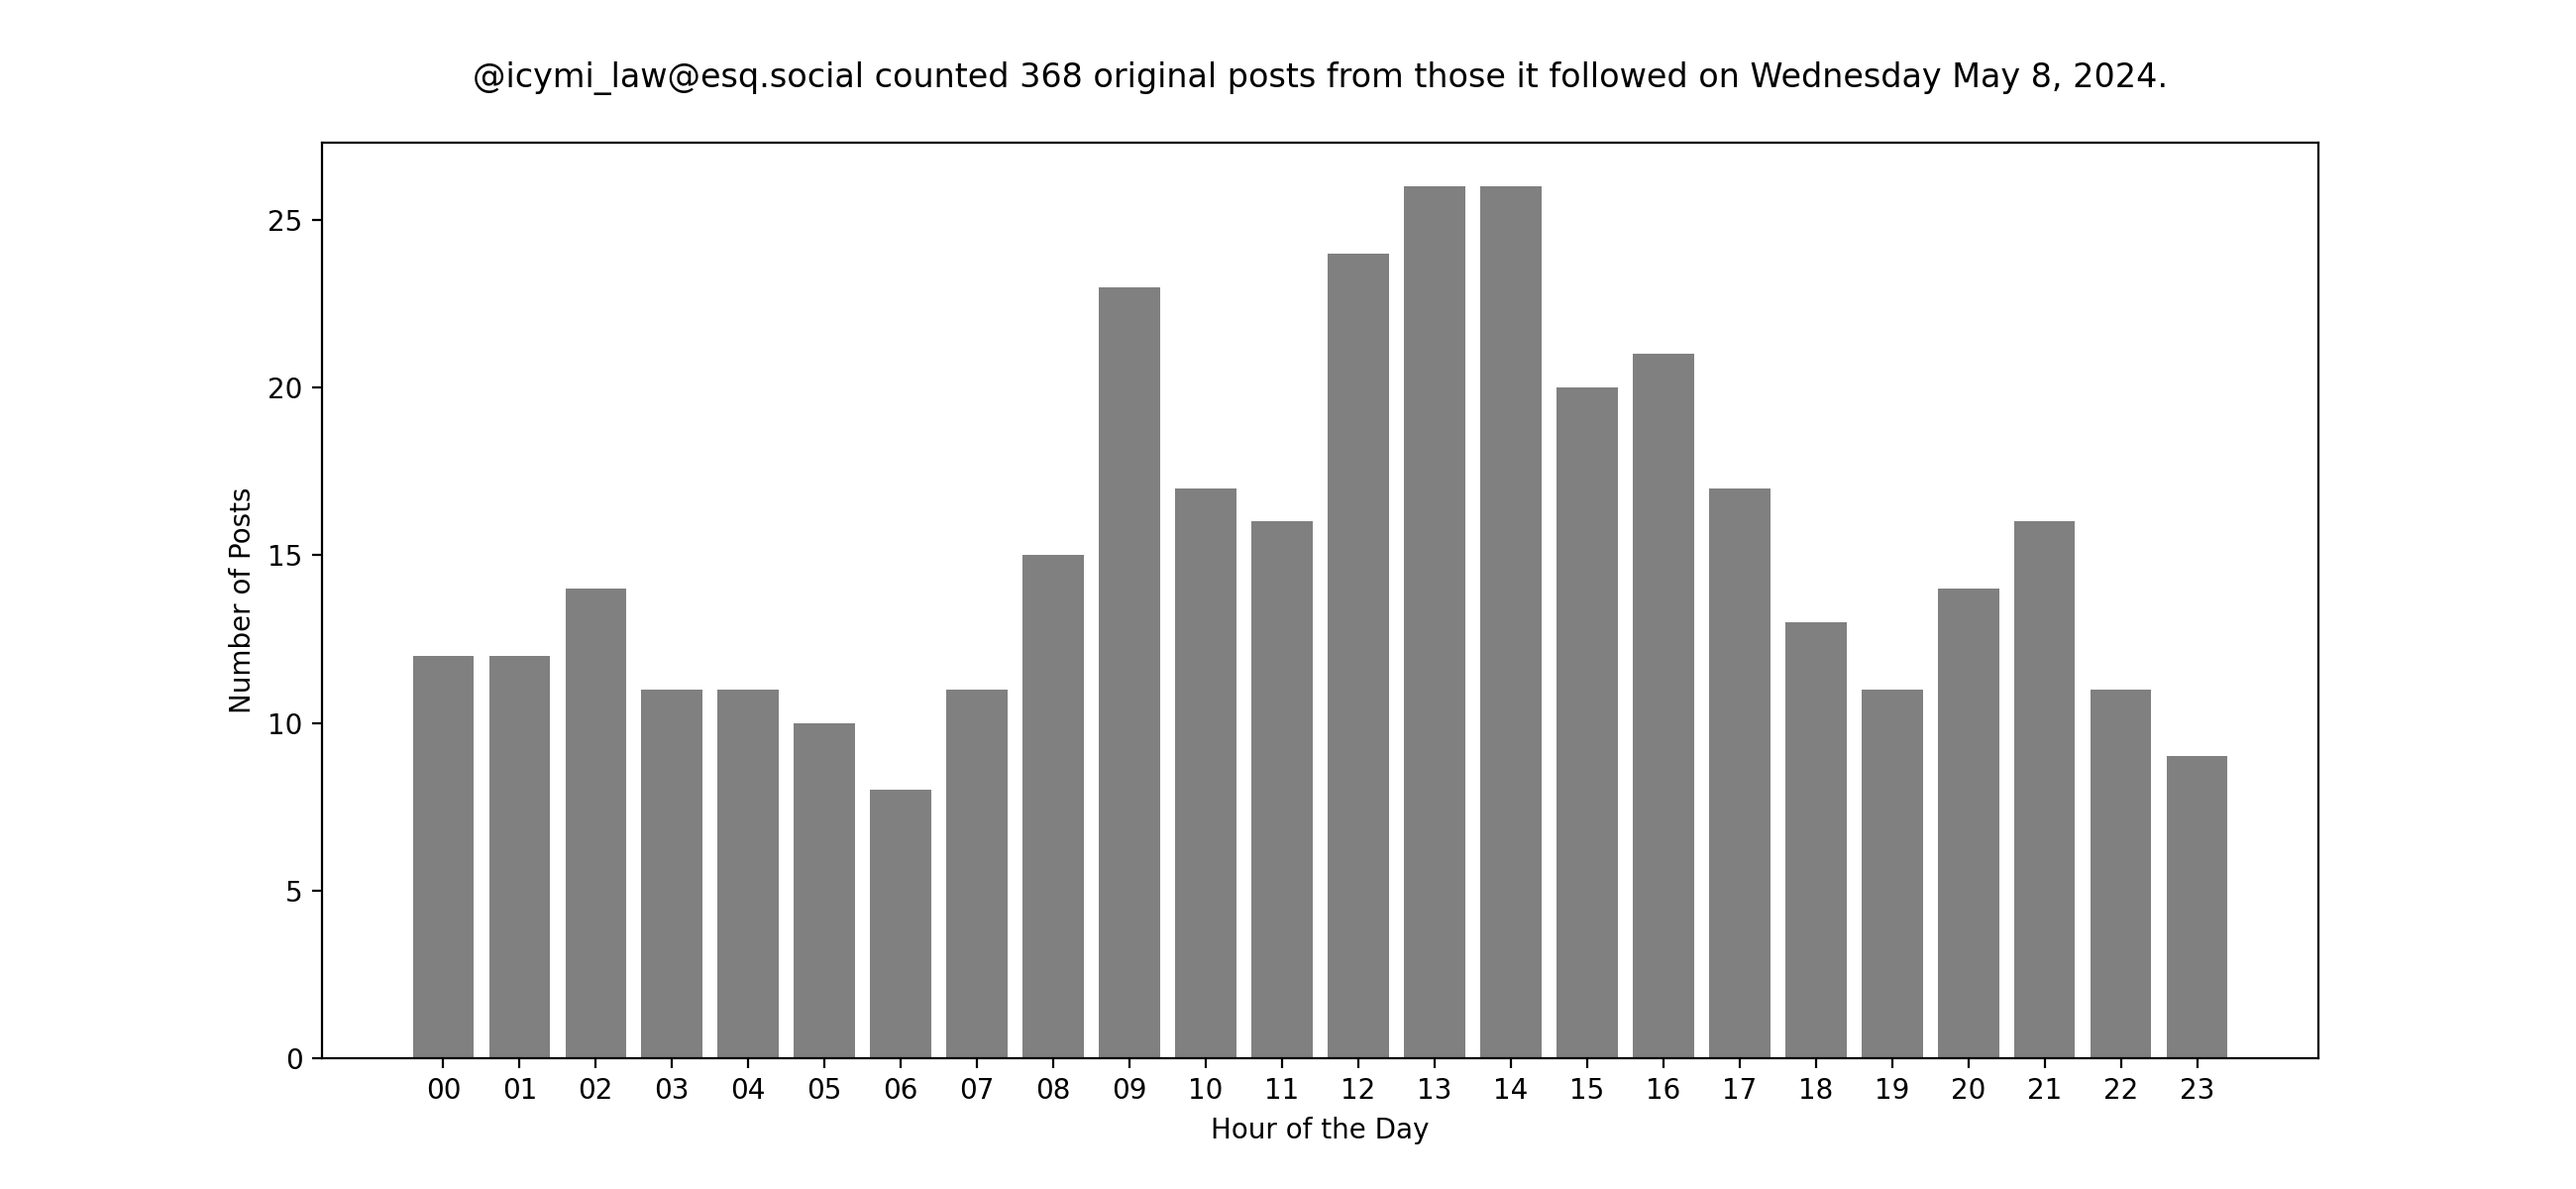 @icymi_law@esq.social counted 368 original posts from those it followed on Wednesday May 8, 2024.
25
20
15
10
5
0
Number of Posts
00 01 02 03 04 05 06 07 08 09 10 11 12 13 14 15 16 17 18 19 20 21 22 23
Hour of the Day